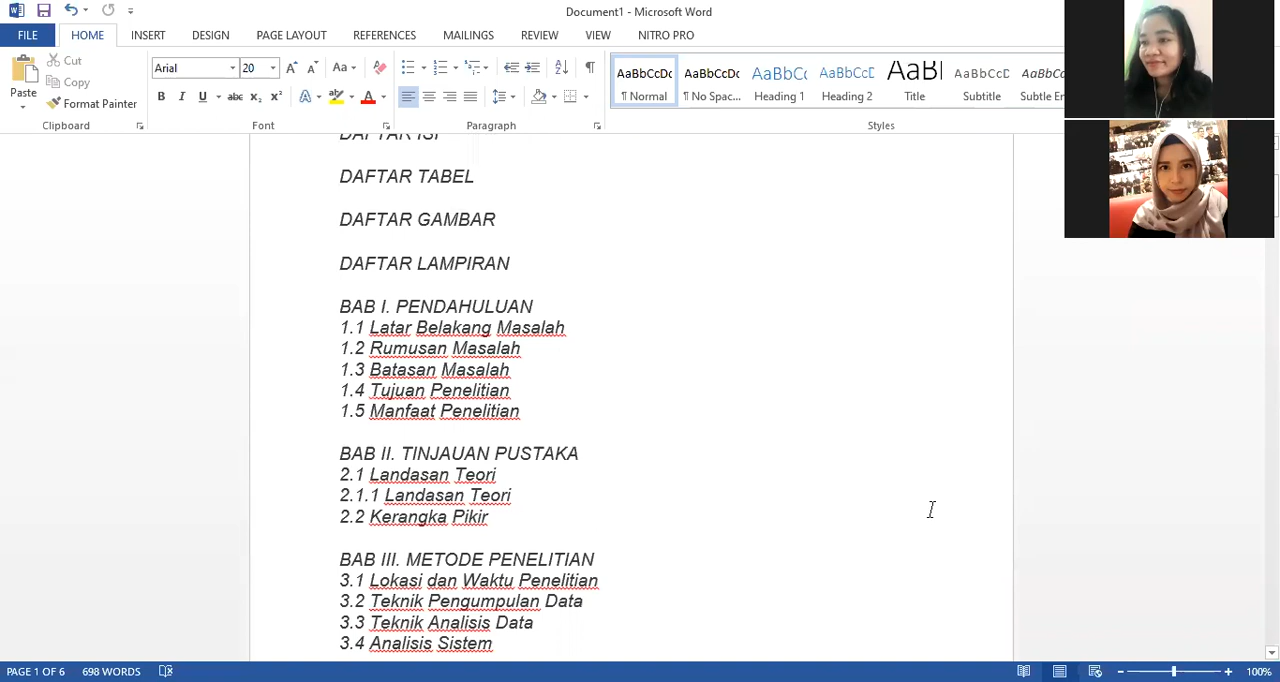 Document1 - Microsoft Word
FILE HOME INSERT DESIGN PAGE LAYOUT REFERENCES MAILINGS REVIEW VIEW NITRO PRO
Cut
Copy
Paste
Format Painter
Clipboard
Arial 20
Font
Paragraph
AaBbCcDc AaBbCcDc AaBbCc AaBbCcD AaBl AaBbCcD AaBbCcDc
¶ Normal ¶ No Spac... Heading 1 Heading 2 Title Subtitle Subtle Em
Styles
DAFTAR ISI
DAFTAR TABEL
DAFTAR GAMBAR
DAFTAR LAMPIRAN
BAB I. PENDAHULUAN
1.1 Latar Belakang Masalah
1.2 Rumusan Masalah
1.3 Batasan Masalah
1.4 Tujuan Penelitian
1.5 Manfaat Penelitian
BAB II. TINJAUAN PUSTAKA
2.1 Landasan Teori
2.1.1 Landasan Teori
2.2 Kerangka Pikir
BAB III. METODE PENELITIAN
3.1 Lokasi dan Waktu Penelitian
3.2 Teknik Pengumpulan Data
3.3 Teknik Analisis Data
3.4 Analisis Sistem
PAGE 1 OF 6 698 WORDS
100%